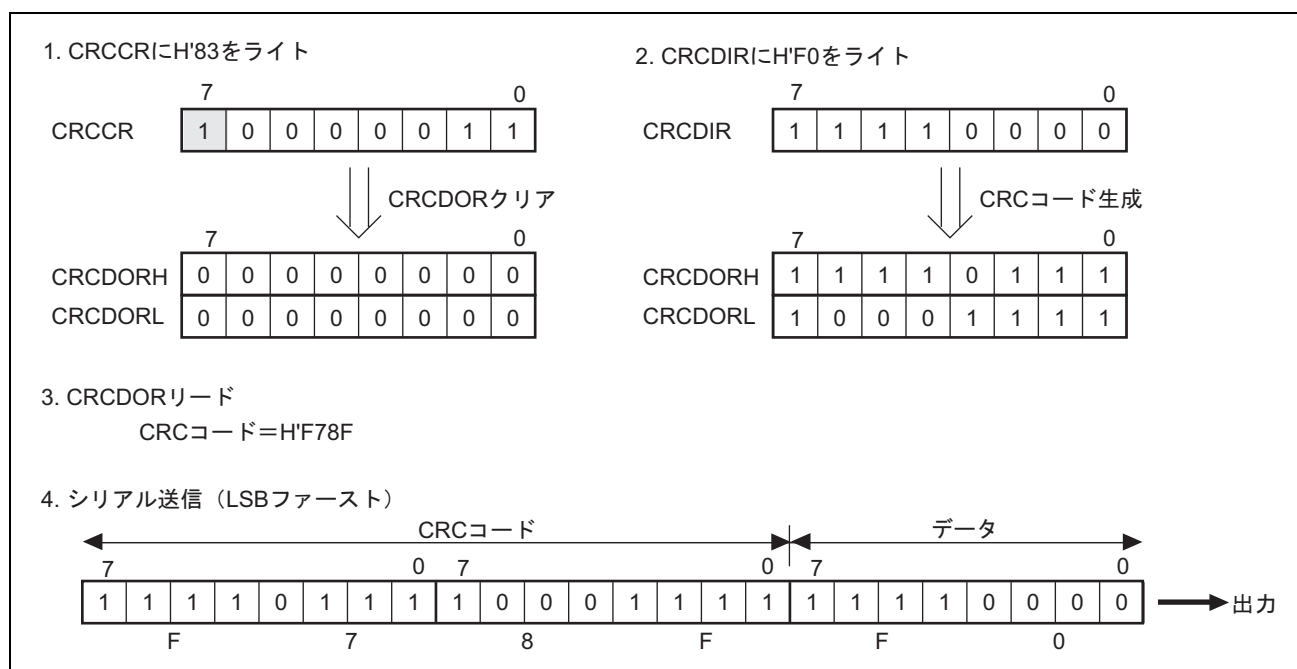 1. CRCCRにH'83をライト
7 0
CRCCR 1 0 0 0 0 0 1 1
CRCDORクリア
7 0
CRCDORH 0 0 0 0 0 0 0 0
CRCDORL 0 0 0 0 0 0 0 0
2. CRCDIRにH'F0をライト
7 0
CRCDIR 1 1 1 1 0 0 0 0
CRCコード生成
7 0
CRCDORH 1 1 1 1 0 1 1 1
CRCDORL 1 0 0 0 1 1 1 1
3. CRCDORリード
CRCコード＝H'F78F
4. シリアル送信（LSBファースト）
CRCコード データ
7 0 7 0 7 0
1 1 1 1 0 1 1 1 1 0 0 0 1 1 1 1 1 1 1 1 0 0 0 0 出力
F 7 8 F F 0